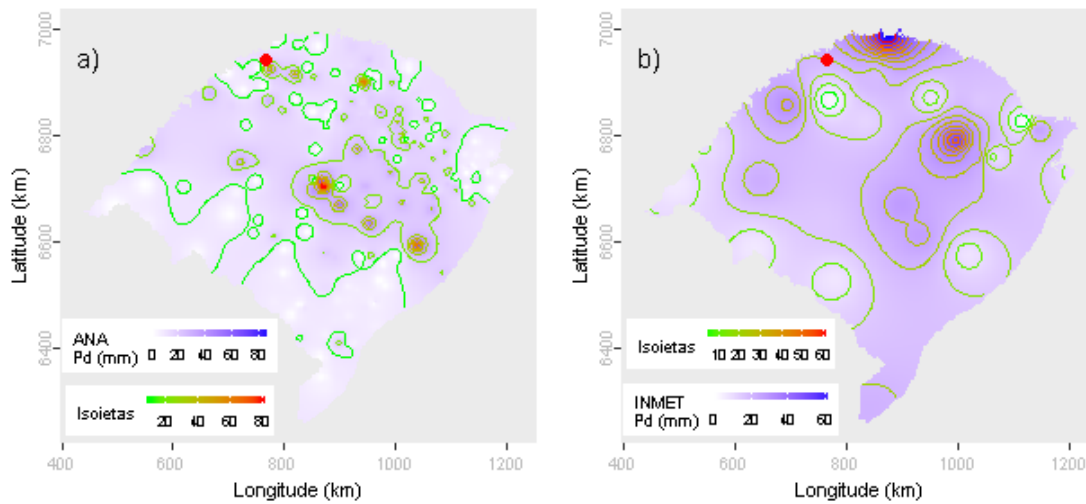 a)
7000
6800
6600
6400
Latitude (km)
ANA
Pd (mm) 0 20 40 60 80
Isoietas
20 40 60 80
400 600 800 1000 1200
Longitude (km)
b)
7000
6800
6600
6400
Latitude (km)
Isoietas
10 20 30 40 50 60
INMET
Pd (mm) 0 20 40 60
400 600 800 1000 1200
Longitude (km)